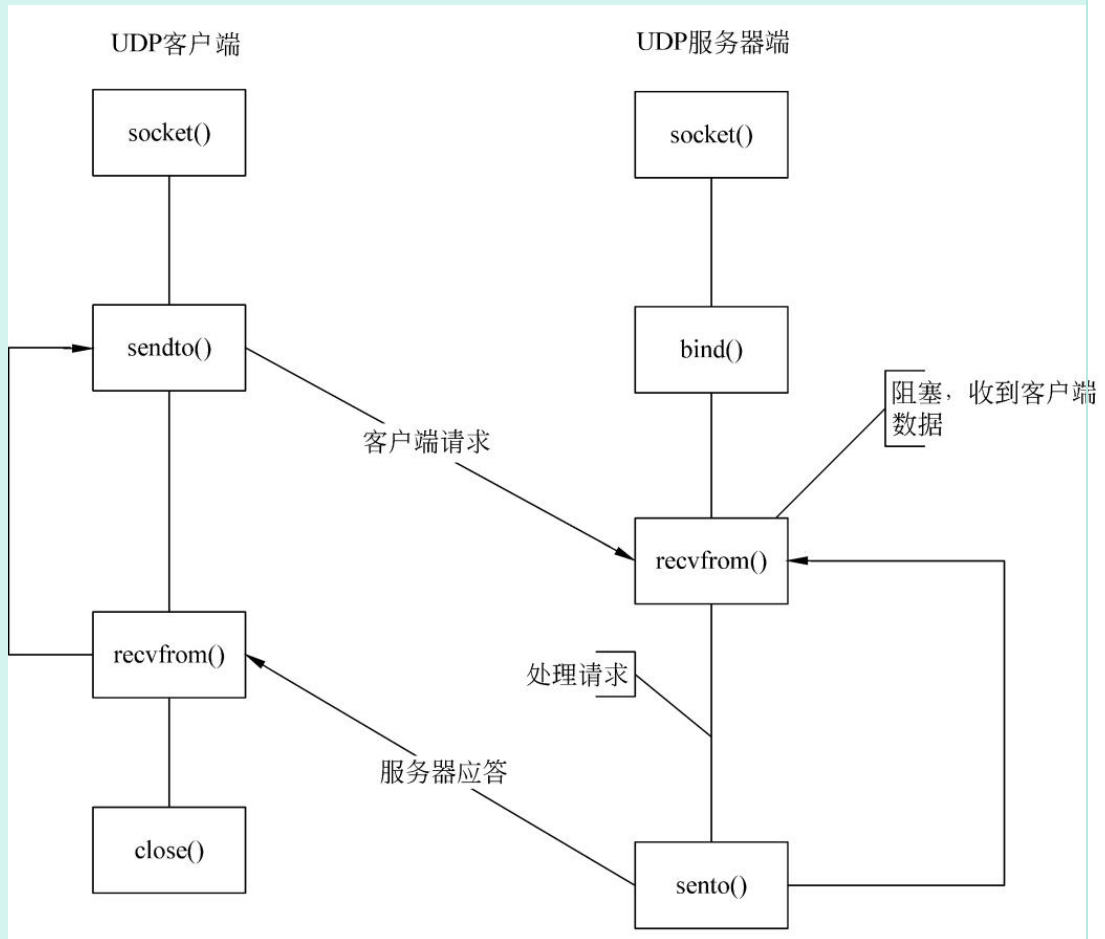 UDP客户端
UDP服务器端
socket()
socket()
sendto()
bind()
阻塞，收到客户端
数据
客户端请求
recvfrom()
recvfrom()
处理请求
服务器应答
close()
sento()